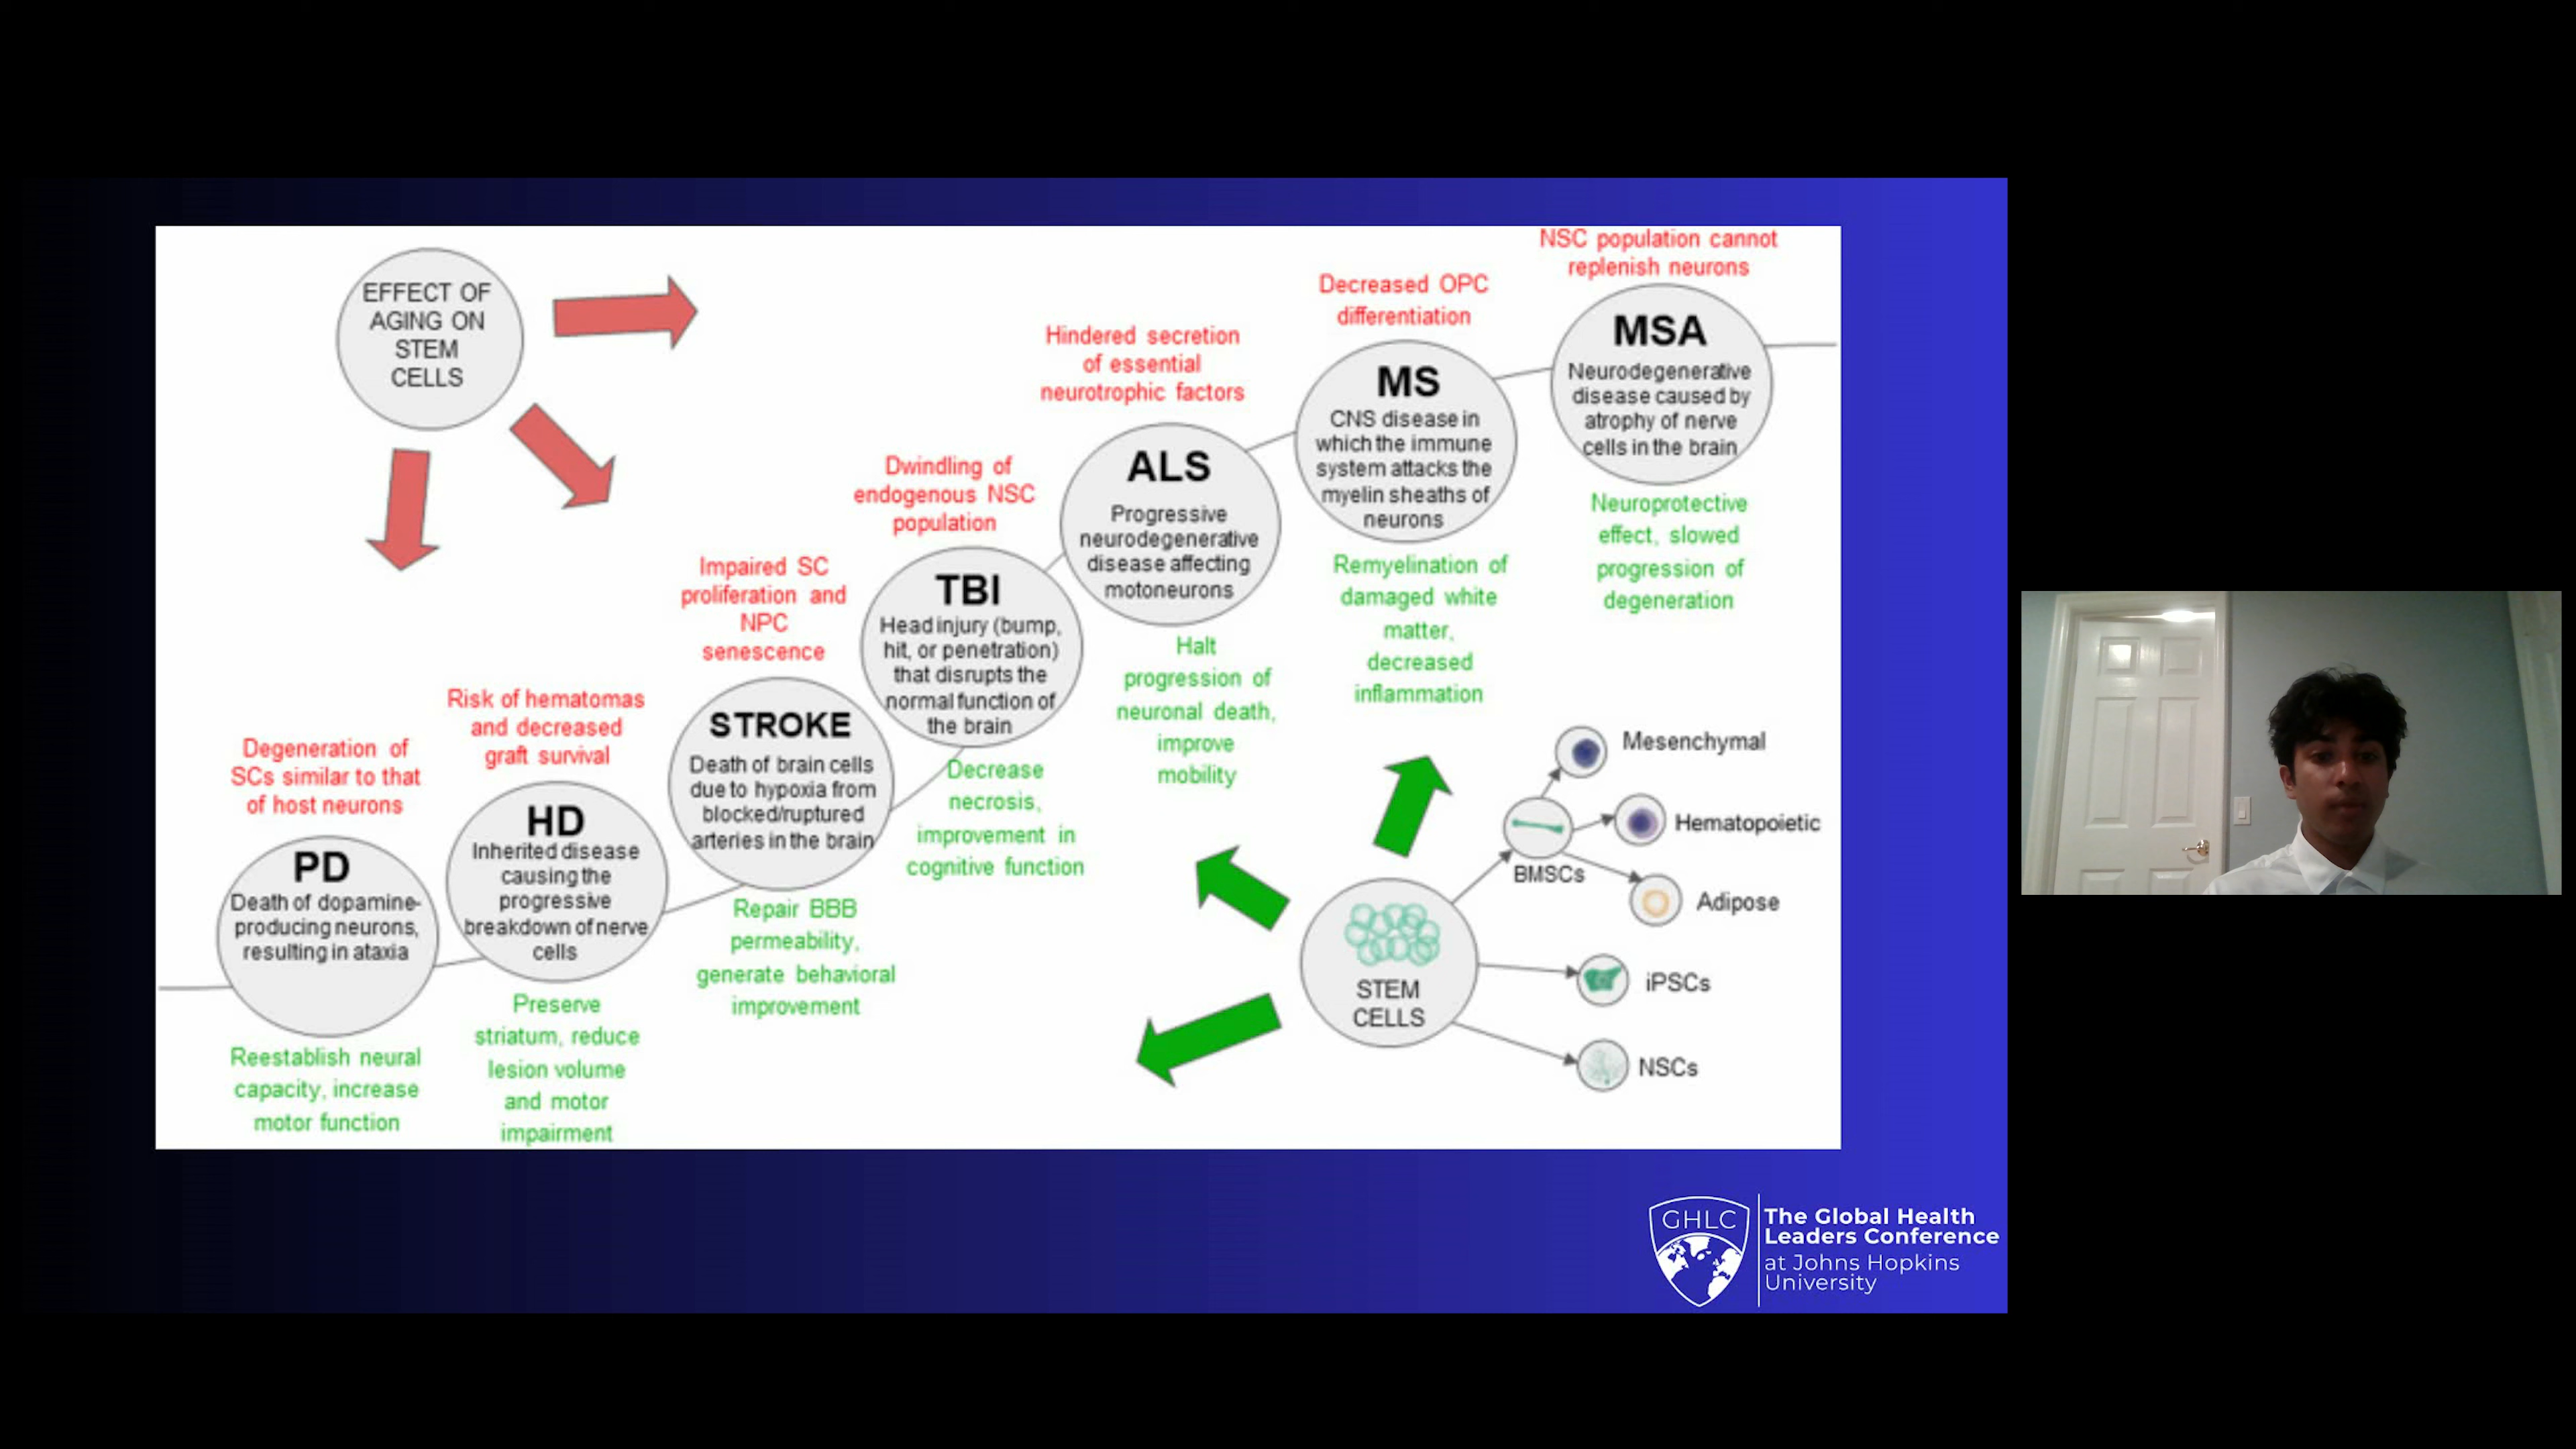 EFFECT OF
AGING ON
STEM
CELLS
Degeneration of
SCs similar to that
of host neurons
PD
Death of dopamine-
producing neurons,
resulting in ataxia
Reestablish neural
capacity, increase
motor function
Risk of hematomas
and decreased
graft survival
HD
Inherited disease
causing the
progressive
breakdown of nerve
cells
Preserve
striatum, reduce
lesion volume
and motor
impairment
Impaired SC
proliferation and
NPC
senescence
STROKE
Death of brain cells
due to hypoxia from
blocked/ruptured
arteries in the brain
Repair BBB
permeability,
generate behavioral
improvement
Dwindling of
endogenous NSC
population
TBI
Head injury (bump,
hit, or penetration)
that disrupts the
normal function of
the brain
Decrease
necrosis,
improvement in
cognitive function
Hindered secretion
of essential
neurotrophic factors
ALS
Progressive
neurodegenerative
disease affecting
motoneurons
Halt
progression of
neuronal death,
improve
mobility
Decreased OPC
differentiation
MS
CNS disease in
which the immune
system attacks the
myelin sheaths of
neurons
Remyelination of
damaged white
matter,
decreased
inflammation
NSC population cannot
replenish neurons
MSA
Neurodegenerative
disease caused by
atrophy of nerve
cells in the brain
Neuroprotective
effect, slowed
progression of
degeneration
STEM
CELLS
BMSCs
Mesenchymal
Hematopoietic
Adipose
iPSCs
NSCs
GHLC
The Global Health
Leaders Conference
at Johns Hopkins
University